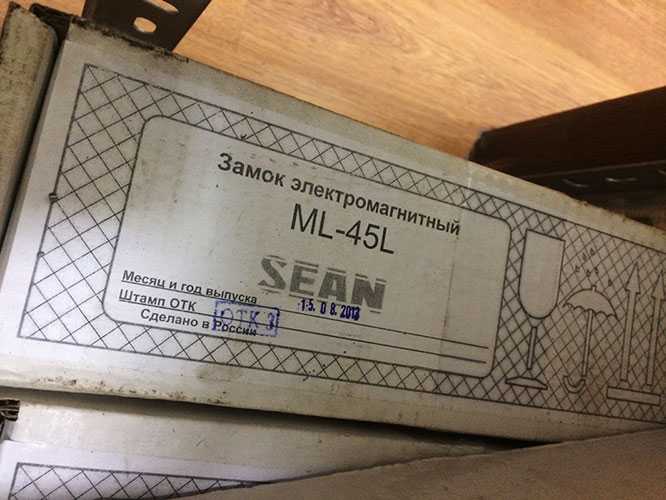 Замок электромагнитный
ML-45L
SEAN
Месяц и год выпуска 15.08.2013
Штамп ОТК ОТК 3
Сделано в России